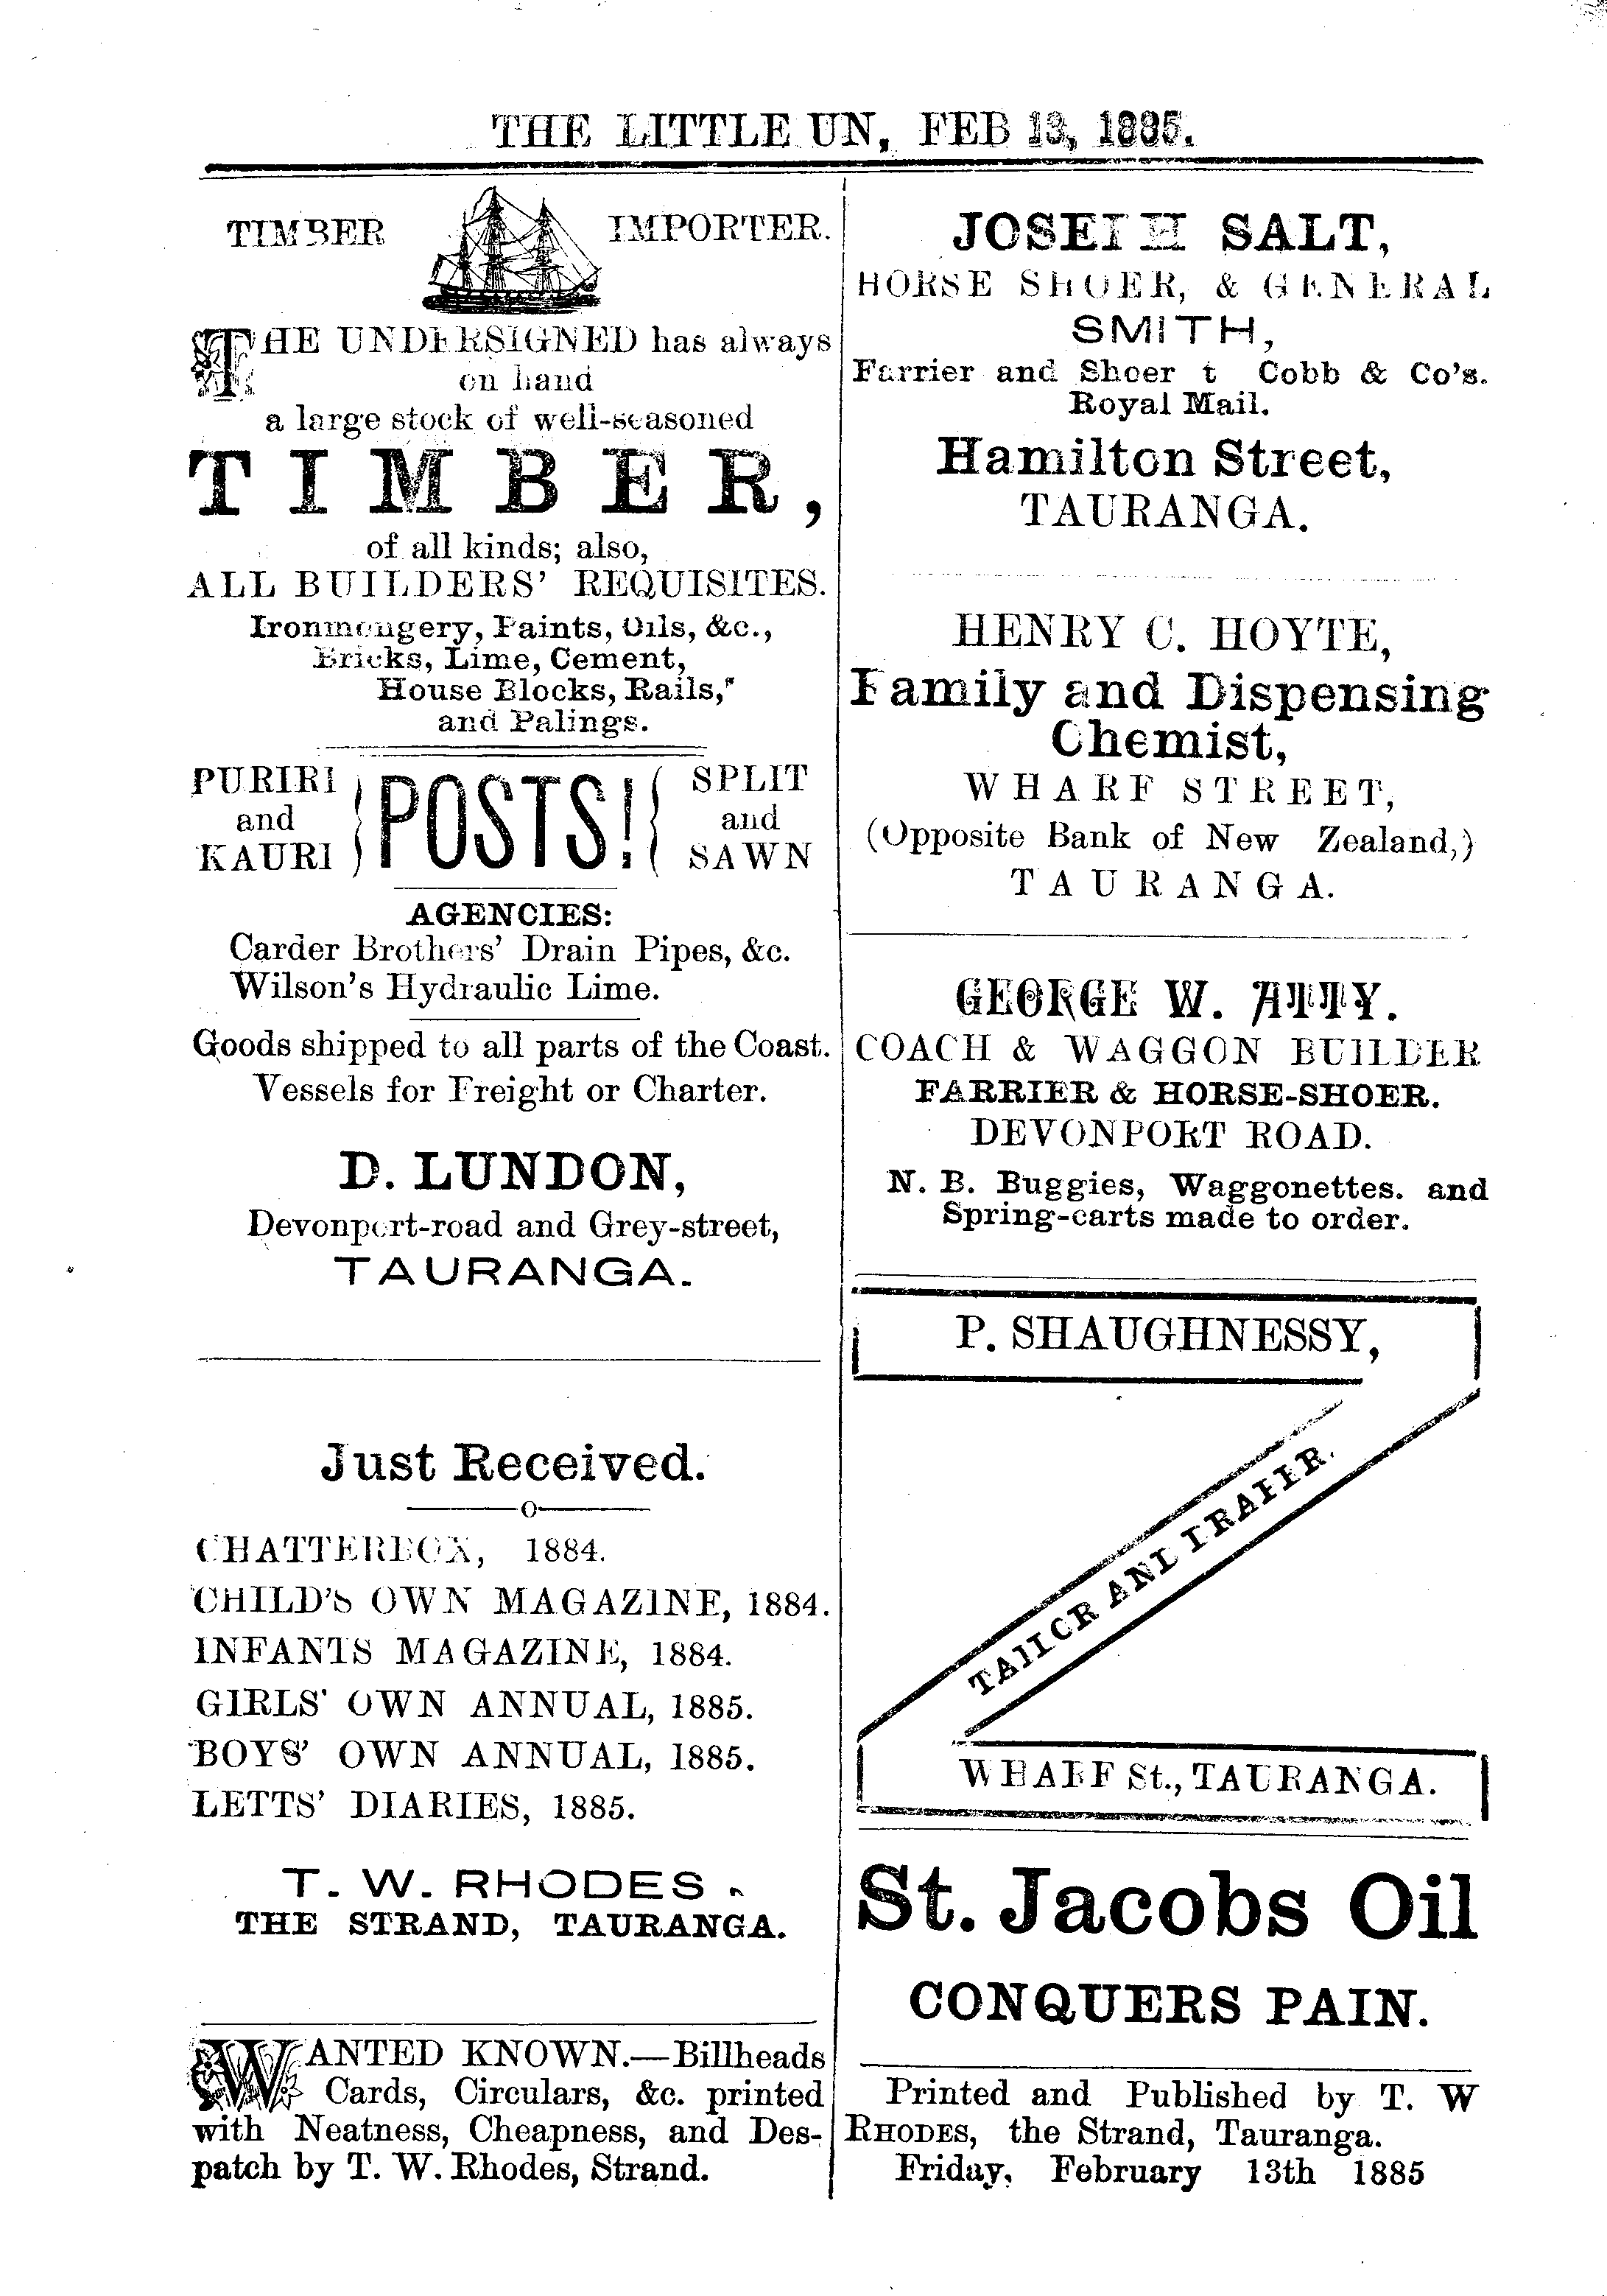 THE LITTLE UN, FEB 13, 1885.
TIMBER IMPORTER.
THE UNDERSIGNED has always
on hand
a large stock of well-seasoned
TIMBER,
of all kinds; also,
ALL BUILDERS' REQUISITES.
Ironmongery, Paints, Oils, &c.,
Bricks, Lime, Cement,
House Blocks, Rails,"
and Palings.
PURIRI
and
KAURI
POSTS!
SPLIT
and
SAWN
AGENCIES:
Carder Brothers' Drain Pipes, &c.
Wilson's Hydraulic Lime.
Goods shipped to all parts of the Coast.
Vessels for Freight or Charter.
D. LUNDON,
Devonport-road and Grey-street,
TAURANGA.
Just Received.
CHATTERBOX, 1884.
CHILD'S OWN MAGAZINE, 1884.
INFANTS MAGAZINE, 1884.
GIRLS' OWN ANNUAL, 1885.
BOYS' OWN ANNUAL, 1885.
LETTS' DIARIES, 1885.
T. W. RHODES.
THE STRAND, TAURANGA.
WANTED KNOWN.—Billheads
Cards, Circulars, &c. printed
with Neatness, Cheapness, and Des-
patch by T. W. Rhodes, Strand.
JOSEPH SALT,
HORSE SHOER, & GENERAL
SMITH,
Farrier and Shoer t Cobb & Co's.
Royal Mail.
Hamilton Street,
TAURANGA.
HENRY C. HOYTE,
Family and Dispensing
Chemist,
WHARF STREET,
(Opposite Bank of New Zealand,)
TAURANGA.
GEORGE W. ATTY.
COACH & WAGGON BUILDER
FARRIER & HORSE-SHOER.
DEVONPORT ROAD.
N. B. Buggies, Waggonettes. and
Spring-carts made to order.
P. SHAUGHNESSY,
TAILOR AND DRAPER.
WHARF St., TAURANGA.
St. Jacobs Oil
CONQUERS PAIN.
Printed and Published by T. W
RHODES, the Strand, Tauranga.
Friday, February 13th 1885